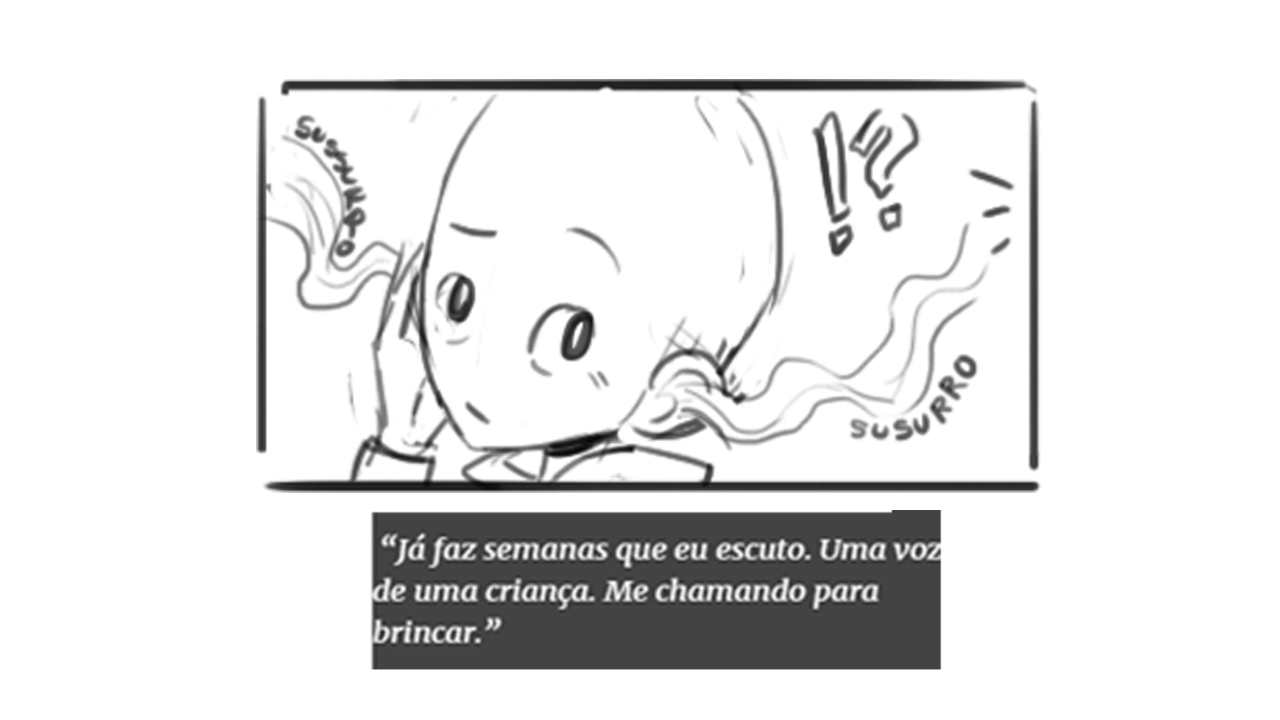 SUSURRO
!?
SUSURRO
“Já faz semanas que eu escuto. Uma voz
de uma criança. Me chamando para
brincar.”